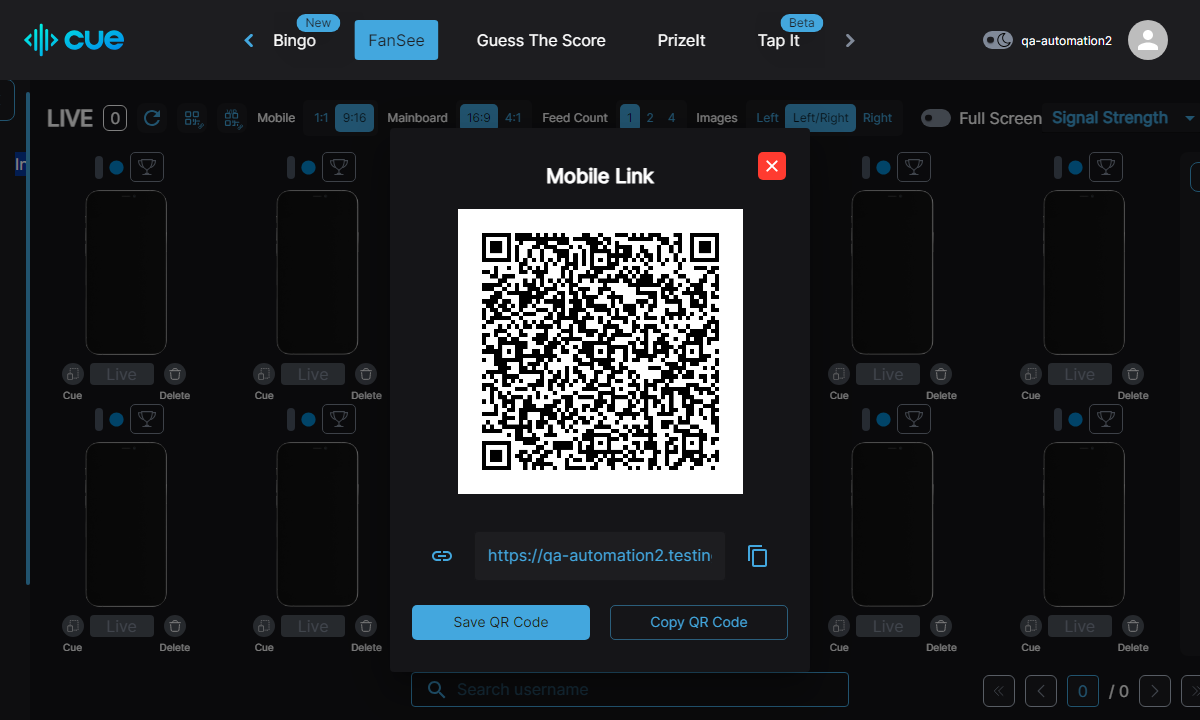 cue
New
Beta
Bingo
FanSee
Guess The Score
PrizeIt
Tap It
qa-automation2
LIVE
0
Mobile
1:1
9:16
Mainboard
16:9
4:1
Feed Count
1
2
4
Images
Left
Left/Right
Right
Full Screen
Signal Strength
Mobile Link
Live
Live
Live
Live
Cue
Delete
Cue
Delete
Cue
Delete
Cue
Delete
https://qa-automation2.testin
Save QR Code
Copy QR Code
Live
Live
Live
Live
Cue
Delete
Cue
Delete
Cue
Delete
Cue
Delete
Search username
0
/ 0